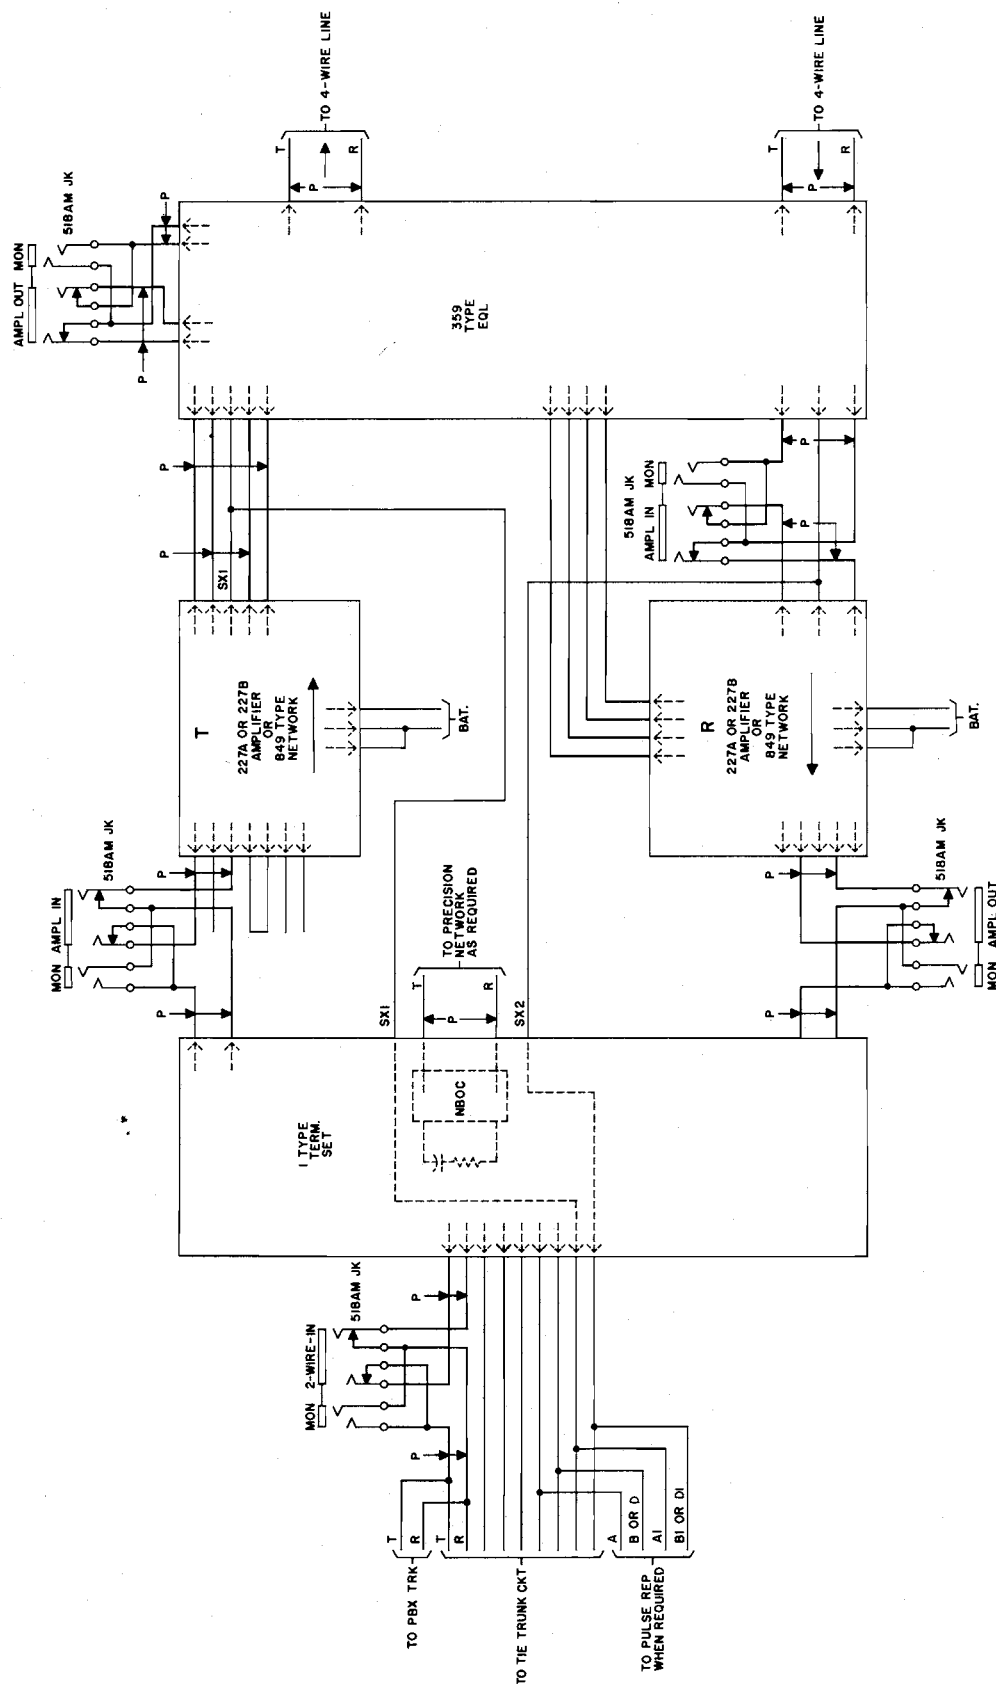 TO PBX TRK
T
R
T
R
TO TIE TRUNK CKT
A
B OR D
A1
B1 OR D1
TO PULSE REP
WHEN REQUIRED
P
MON 2-WIRE-IN
518AM JK
P
1 TYPE
TERM.
SET
NBOC
SX1
T
P
R
TO PRECISION
NETWORK
AS REQUIRED
SX2
P
MON AMPL IN
518AM JK
P
P
MON AMPL OUT
518AM JK
P
T
227A OR 227B
AMPLIFIER
OR
849 TYPE
NETWORK
BAT.
R
227A OR 227B
AMPLIFIER
OR
849 TYPE
NETWORK
BAT.
SX1
P
P
518AM JK
AMPL IN MON
P
P
359
TYPE
EQL
AMPL OUT MON
518AM JK
P
P
T
P
R
TO 4-WIRE LINE
T
P
R
TO 4-WIRE LINE